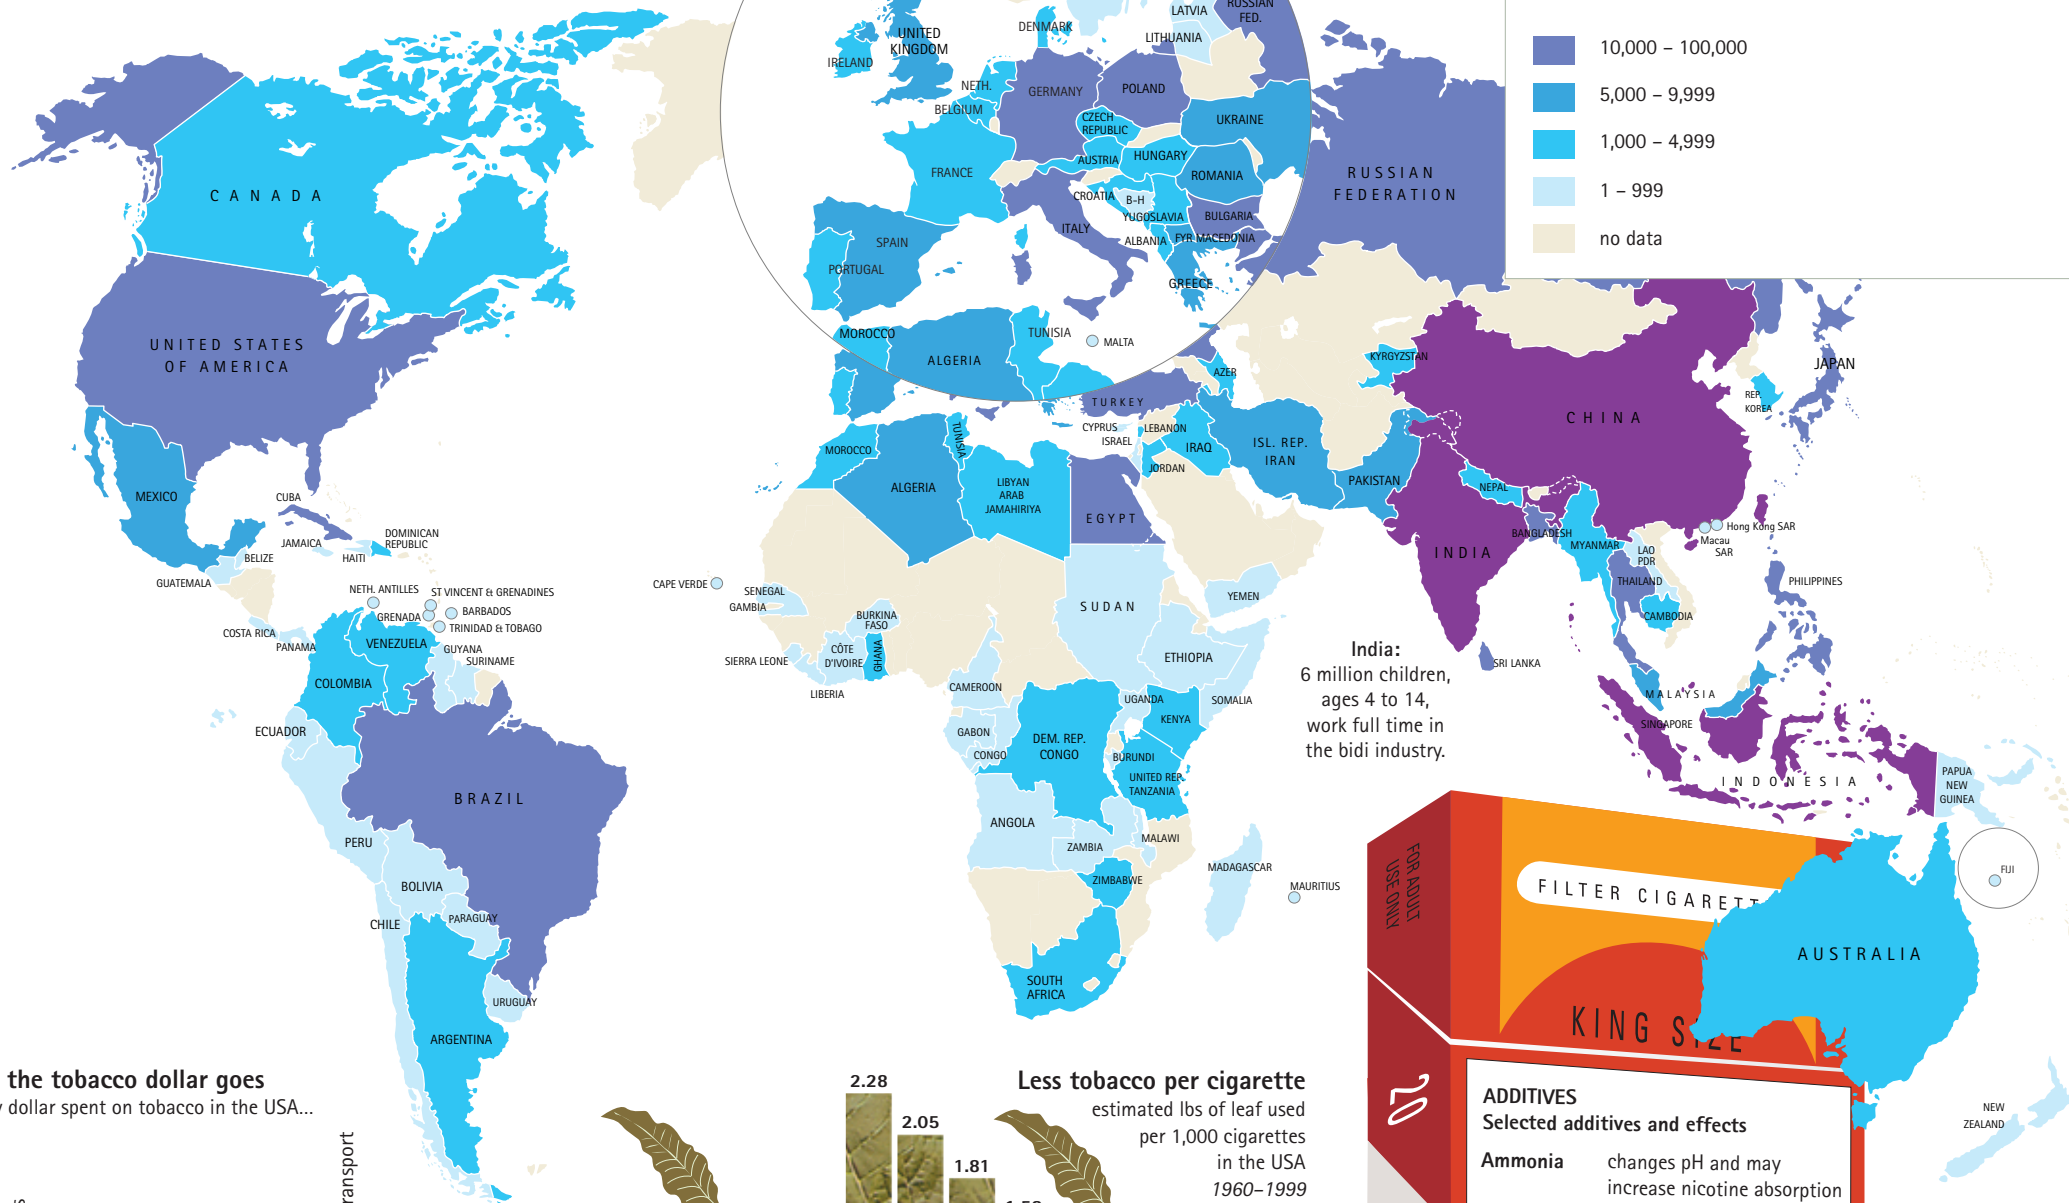 10,000 – 100,000
5,000 – 9,999
1,000 – 4,999
1 – 999
no data
LATVIA
RUSSIAN
FED.
LITHUANIA
DENMARK
UNITED
KINGDOM
IRELAND
NETH.
BELGIUM
GERMANY
POLAND
CZECH
REPUBLIC
UKRAINE
AUSTRIA
HUNGARY
FRANCE
ROMANIA
CROATIA
B-H
YUGOSLAVIA
BULGARIA
ITALY
ALBANIA
FYR MACEDONIA
SPAIN
PORTUGAL
GREECE
MOROCCO
ALGERIA
TUNISIA
MALTA
RUSSIAN
FEDERATION
CANADA
UNITED STATES
OF AMERICA
MEXICO
CUBA
JAMAICA
HAITI
DOMINICAN
REPUBLIC
BELIZE
GUATEMALA
NETH. ANTILLES
ST VINCENT & GRENADINES
GRENADA
BARBADOS
TRINIDAD & TOBAGO
COSTA RICA
PANAMA
VENEZUELA
GUYANA
SURINAME
COLOMBIA
ECUADOR
BRAZIL
PERU
BOLIVIA
CHILE
PARAGUAY
URUGUAY
ARGENTINA
TURKEY
AZER
KYRGYZSTAN
CYPRUS
ISRAEL
LEBANON
IRAQ
JORDAN
ISL. REP.
IRAN
PAKISTAN
CHINA
JAPAN
REP.
KOREA
NEPAL
INDIA
BANGLADESH
MYANMAR
LAO
PDR
THAILAND
CAMBODIA
Hong Kong SAR
Macau
SAR
PHILIPPINES
SRI LANKA
MALAYSIA
SINGAPORE
INDONESIA
PAPUA
NEW
GUINEA
FIJI
AUSTRALIA
NEW
ZEALAND
MOROCCO
ALGERIA
TUNISIA
LIBYAN
ARAB
JAMAHIRIYA
EGYPT
CAPE VERDE
SENEGAL
GAMBIA
BURKINA
FASO
SIERRA LEONE
CÔTE
D'IVOIRE
GHANA
LIBERIA
SUDAN
YEMEN
ETHIOPIA
CAMEROON
UGANDA
SOMALIA
KENYA
GABON
CONGO
DEM. REP.
CONGO
BURUNDI
UNITED REP.
TANZANIA
ANGOLA
ZAMBIA
MALAWI
MADAGASCAR
MAURITIUS
ZIMBABWE
SOUTH
AFRICA
India:
6 million children,
ages 4 to 14,
work full time in
the bidi industry.
FOR ADULT
USE ONLY
FILTER CIGARETT
KING SIZE
20
ADDITIVES
Selected additives and effects
Ammonia changes pH and may
increase nicotine absorption
the tobacco dollar goes
dollar spent on tobacco in the USA...
ransport
2.28
2.05
1.81
Less tobacco per cigarette
estimated lbs of leaf used
per 1,000 cigarettes
in the USA
1960–1999